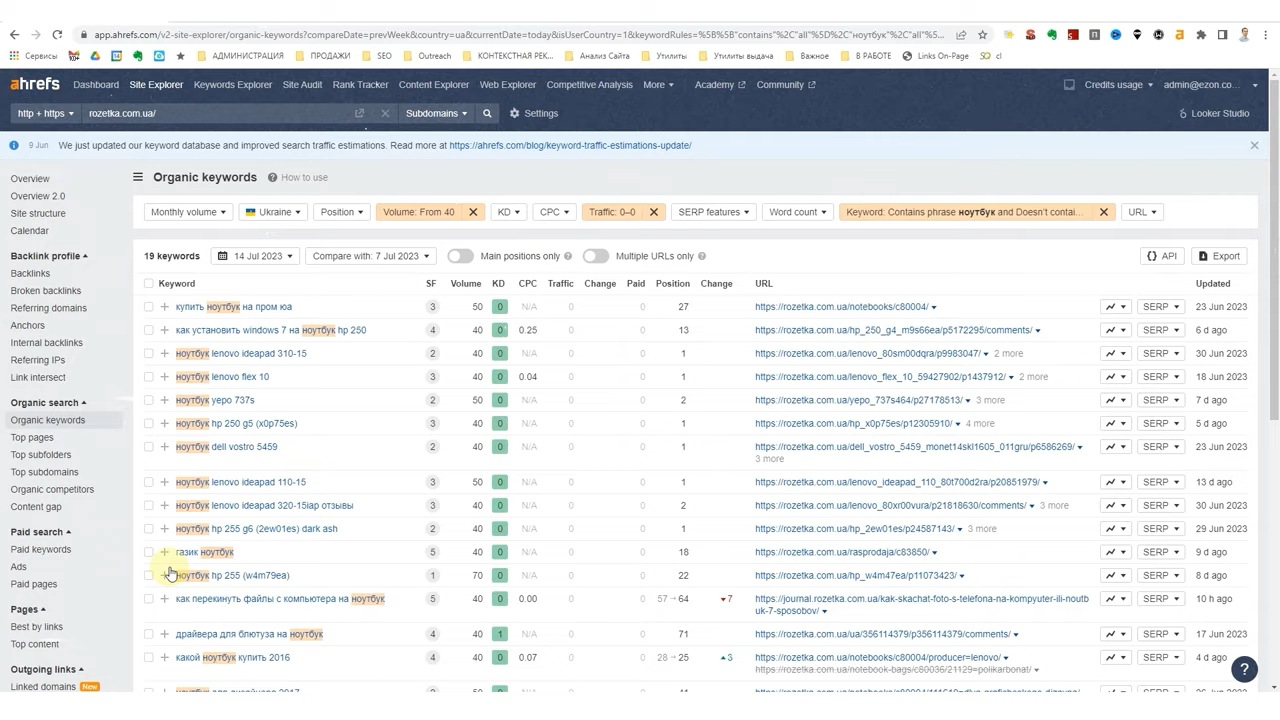 app.ahrefs.com/v2-site-explorer/organic-keywords?compareDate=prevWeek&country=ua&currentDate=today&isUserCountry=1&keywordRules=%5B%5B"contains"%2C"all"%5D%2C"ноутбук"%2C"all"%5...
Сервисы АДМИНИСТРАЦИЯ ПРОДАЖИ SEO Outreach КОНТЕКСТНАЯ РЕК... Анализ Сайта Утилиты Утилиты выдача Важное В РАБОТЕ Links On-Page cl
ahrefs Dashboard Site Explorer Keywords Explorer Site Audit Rank Tracker Content Explorer Web Explorer Competitive Analysis More Academy Community Credits usage admin@ezon.co...
http + https rozetka.com.ua/ Subdomains Settings Looker Studio
9 Jun We just updated our keyword database and improved search traffic estimations. Read more at https://ahrefs.com/blog/keyword-traffic-estimations-update/
Overview
Overview 2.0
Site structure
Calendar
Backlink profile
Backlinks
Broken backlinks
Referring domains
Anchors
Internal backlinks
Referring IPs
Link intersect
Organic search
Organic keywords
Top pages
Top subfolders
Top subdomains
Organic competitors
Content gap
Paid search
Paid keywords
Ads
Paid pages
Pages
Best by links
Top content
Outgoing links
Linked domains New
Organic keywords ? How to use
Monthly volume Ukraine Position Volume: From 40 KD CPC Traffic: 0–0 SERP features Word count Keyword: Contains phrase ноутбук and Doesn't contai... URL
19 keywords 14 Jul 2023 Compare with: 7 Jul 2023 Main positions only ? Multiple URLs only ? {} API Export
Keyword SF Volume KD CPC Traffic Change Paid Position Change URL Updated
купить ноутбук на пром юа 3 50 0 N/A 0 0 27 https://rozetka.com.ua/notebooks/c80004/ SERP 23 Jun 2023
как установить windows 7 на ноутбук hp 250 4 40 0 0.25 0 0 13 https://rozetka.com.ua/hp_250_g4_m9s66ea/p5172295/comments/ SERP 6 d ago
ноутбук lenovo ideapad 310-15 2 40 0 N/A 0 0 1 https://rozetka.com.ua/lenovo_80sm00dqra/p9983047/ 2 more SERP 30 Jun 2023
ноутбук lenovo flex 10 3 40 0 0.04 0 0 1 https://rozetka.com.ua/lenovo_flex_10_59427902/p1437912/ 2 more SERP 18 Jun 2023
ноутбук yepo 737s 2 40 0 N/A 0 0 2 https://rozetka.com.ua/yepo_737s464/p27178513/ 3 more SERP 7 d ago
ноутбук hp 250 g5 (x0p75es) 3 40 0 N/A 0 0 1 https://rozetka.com.ua/hp_x0p75es/p12305910/ 4 more SERP 5 d ago
ноутбук dell vostro 5459 2 40 0 N/A 0 0 1 https://rozetka.com.ua/dell_vostro_5459_monet14skl1605_011gru/p6586269/ SERP 23 Jun 2023
3 more
ноутбук lenovo ideapad 110-15 3 50 0 N/A 0 0 1 https://rozetka.com.ua/lenovo_ideapad_110_80t700d2ra/p20851979/ SERP 13 d ago
ноутбук lenovo ideapad 320-15iap отзывы 3 40 0 N/A 0 0 2 https://rozetka.com.ua/lenovo_80xr00vura/p21818630/comments/ 3 more SERP 30 Jun 2023
ноутбук hp 255 g6 (2ew01es) dark ash 2 40 0 N/A 0 0 1 https://rozetka.com.ua/hp_2ew01es/p24587143/ 3 more SERP 29 Jun 2023
газик ноутбук 5 40 0 N/A 0 0 18 https://rozetka.com.ua/rasprodaja/c83850/ SERP 9 d ago
ноутбук hp 255 (w4m79ea) 1 70 0 N/A 0 0 22 https://rozetka.com.ua/hp_w4m47ea/p11073423/ SERP 8 d ago
как перекинуть файлы с компьютера на ноутбук 5 40 0 0.00 0 0 57 → 64 7 https://journal.rozetka.com.ua/kak-skachat-foto-s-telefona-na-kompyuter-ili-noutb SERP 10 h ago
uk-7-sposobov/
драйвера для блютуза на ноутбук 4 40 1 N/A 0 0 71 https://rozetka.com.ua/ua/356114379/p356114379/comments/ SERP 17 Jun 2023
какой ноутбук купить 2016 4 40 0 0.07 0 0 28 → 25 3 https://rozetka.com.ua/notebooks/c80004/producer=lenovo/ SERP 4 d ago
https://rozetka.com.ua/notebook-bags/c80036/21129=polikarbonat/
?